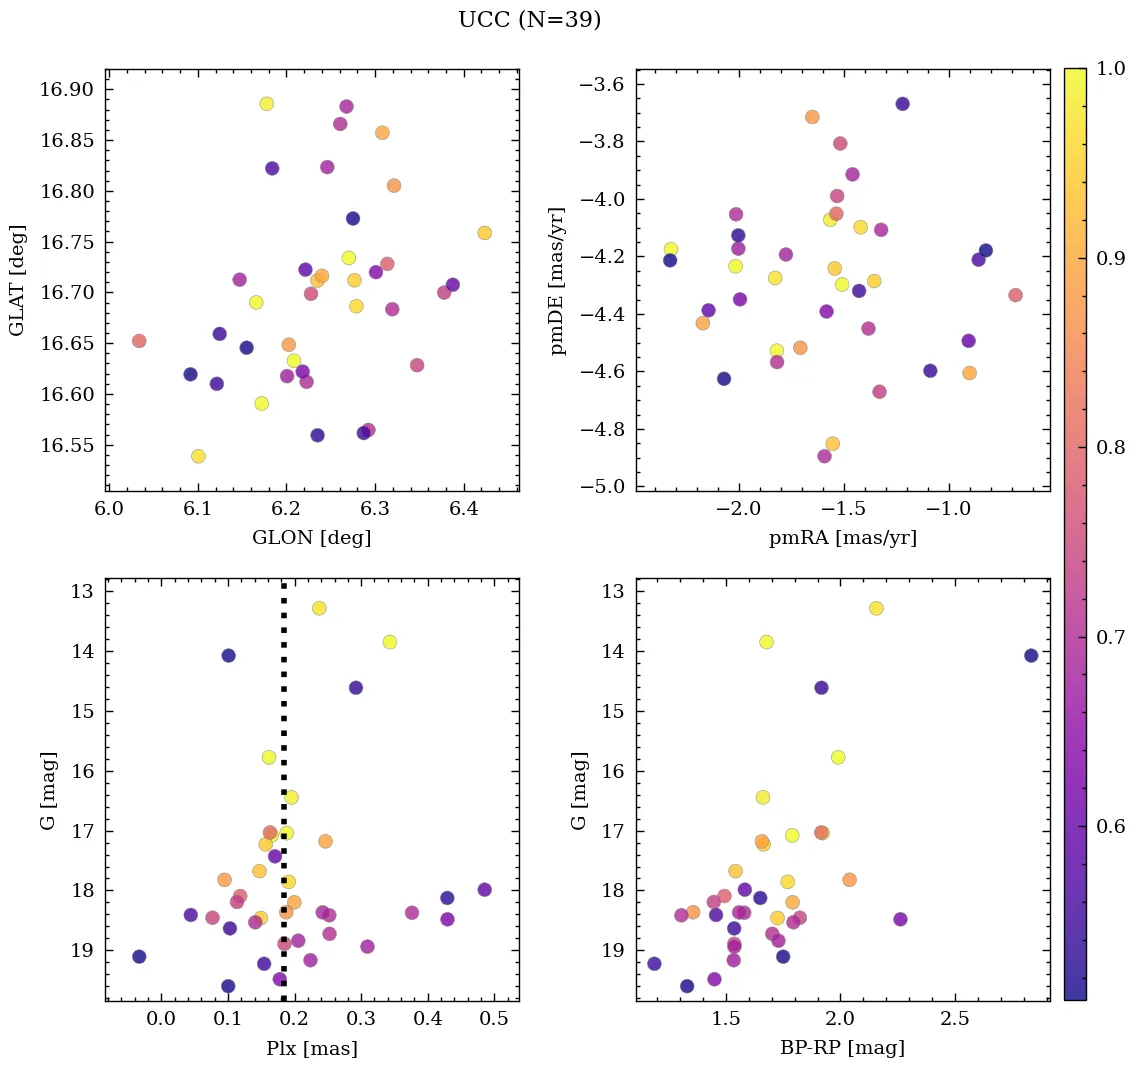 UCC (N=39)
16.90
16.85
16.80
16.75
16.70
16.65
16.60
16.55
GLAT [deg]
6.0 6.1 6.2 6.3 6.4
GLON [deg]
−3.6
−3.8
−4.0
−4.2
−4.4
−4.6
−4.8
−5.0
pmDE [mas/yr]
−2.0 −1.5 −1.0
pmRA [mas/yr]
1.0
0.9
0.8
0.7
0.6
13
14
15
16
17
18
19
G [mag]
0.0 0.1 0.2 0.3 0.4 0.5
Plx [mas]
13
14
15
16
17
18
19
G [mag]
1.5 2.0 2.5
BP-RP [mag]